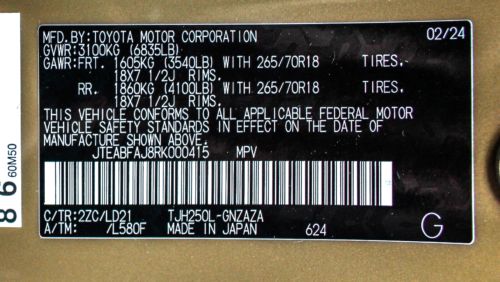 MFD.BY:TOYOTA MOTOR CORPORATION 02/24
GVWR:3100KG (6835LB)
GAWR:FRT. 1605KG (3540LB) WITH 265/70R18 TIRES.
18X7 1/2J RIMS.
RR. 1860KG (4100LB) WITH 265/70R18 TIRES.
18X7 1/2J RIMS.
THIS VEHICLE CONFORMS TO ALL APPLICABLE FEDERAL MOTOR
VEHICLE SAFETY STANDARDS IN EFFECT ON THE DATE OF
MANUFACTURE SHOWN ABOVE.
JTEABFAJ8RK000415 MPV
C/TR:2ZC/LD21 TJH250L-GNZAZA
A/TM: /L580F MADE IN JAPAN 624
G
8 6
60M50